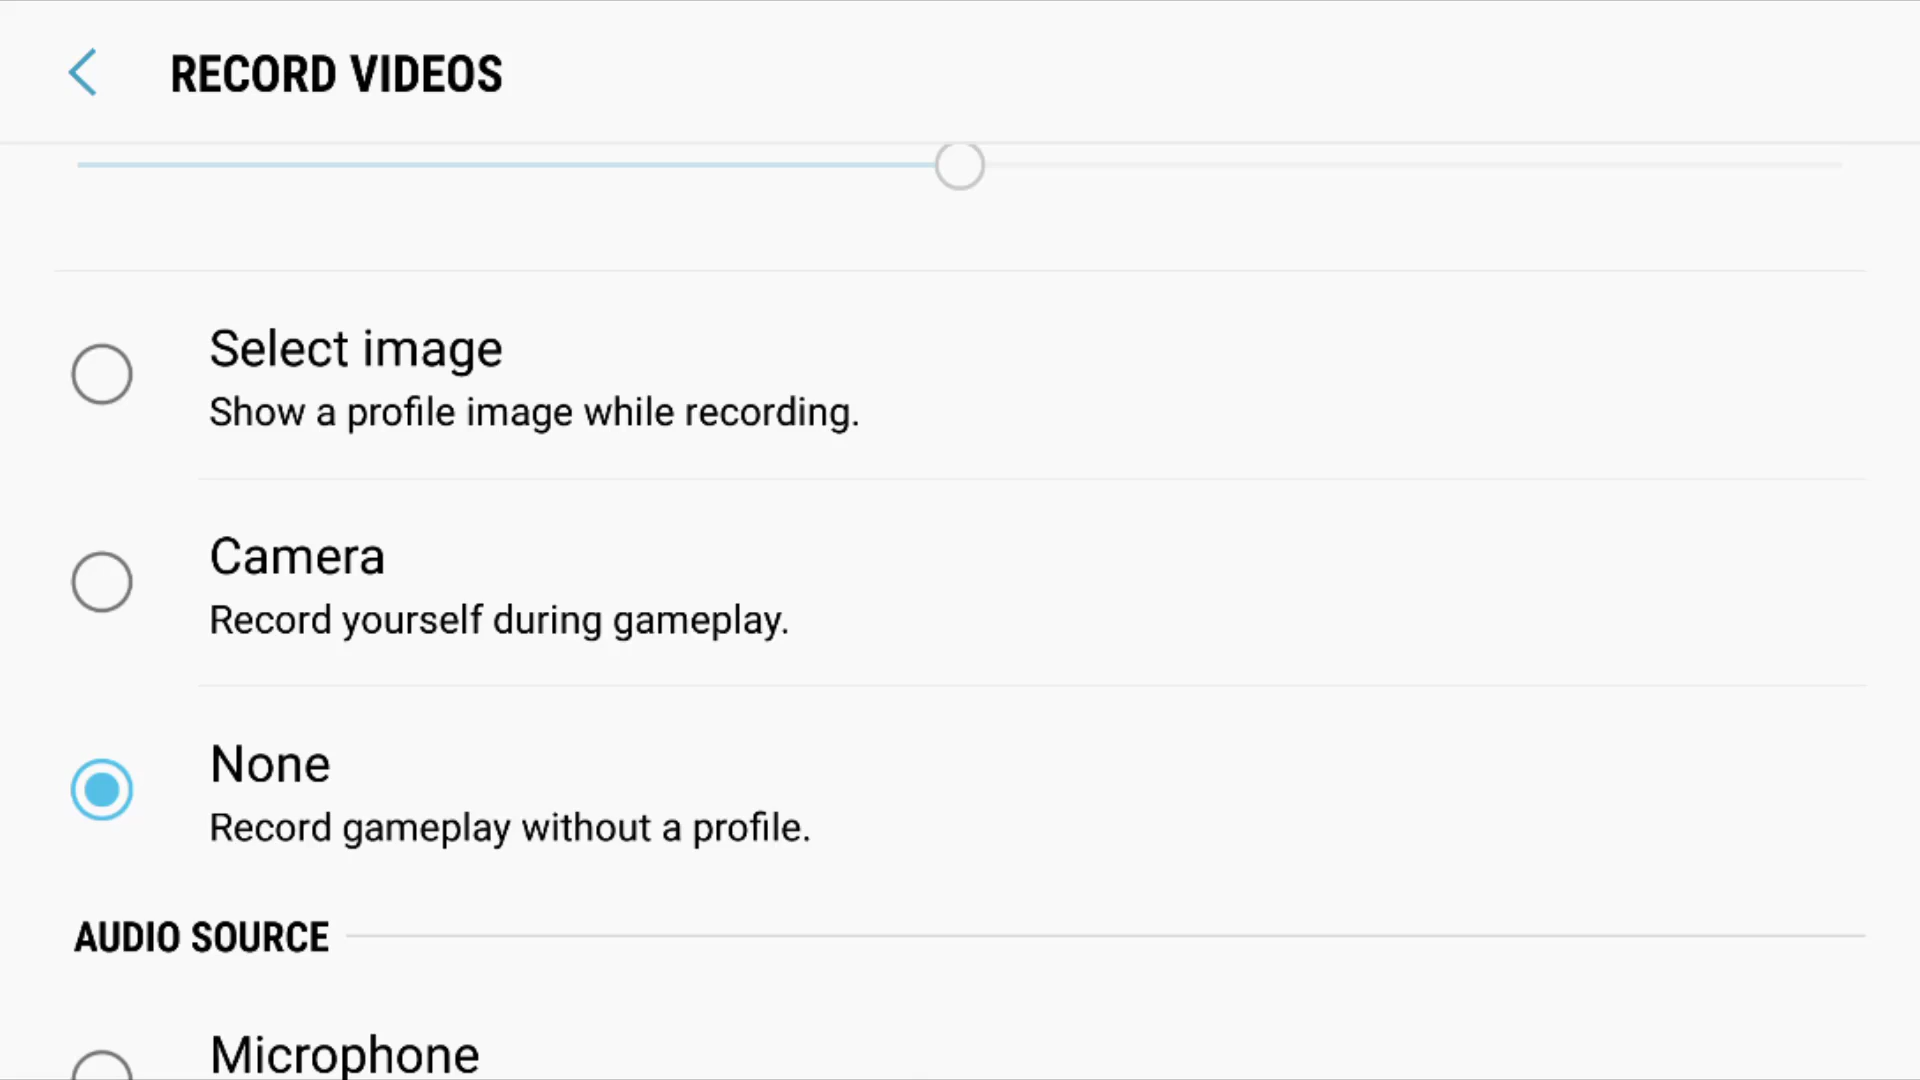 RECORD VIDEOS
Select image
Show a profile image while recording.
Camera
Record yourself during gameplay.
None
Record gameplay without a profile.
AUDIO SOURCE
Microphone